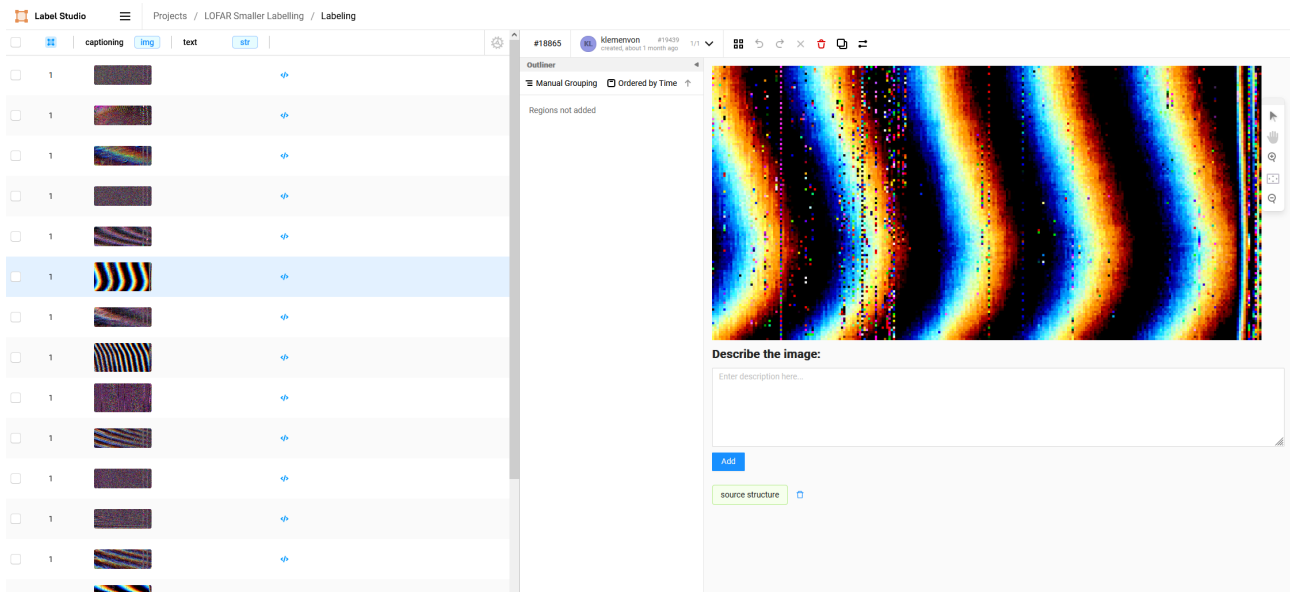 Label Studio
Projects / LOFAR Smaller Labelling / Labeling
captioning img text str
1
1
1
1
1
1
1
1
1
1
1
1
1
#18865
KL
klemenvon #19439
created, about 1 month ago
1/1
Outliner
Manual Grouping Ordered by Time
Regions not added
Describe the image:
Enter description here...
Add
source structure